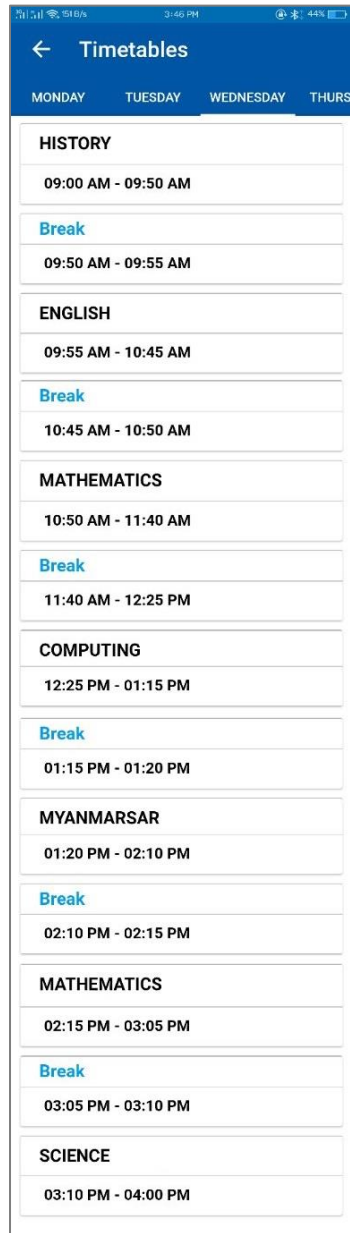 151 B/s 3:46 PM 44%
Timetables
MONDAY TUESDAY WEDNESDAY THURS
HISTORY
09:00 AM - 09:50 AM
Break
09:50 AM - 09:55 AM
ENGLISH
09:55 AM - 10:45 AM
Break
10:45 AM - 10:50 AM
MATHEMATICS
10:50 AM - 11:40 AM
Break
11:40 AM - 12:25 PM
COMPUTING
12:25 PM - 01:15 PM
Break
01:15 PM - 01:20 PM
MYANMARSAR
01:20 PM - 02:10 PM
Break
02:10 PM - 02:15 PM
MATHEMATICS
02:15 PM - 03:05 PM
Break
03:05 PM - 03:10 PM
SCIENCE
03:10 PM - 04:00 PM